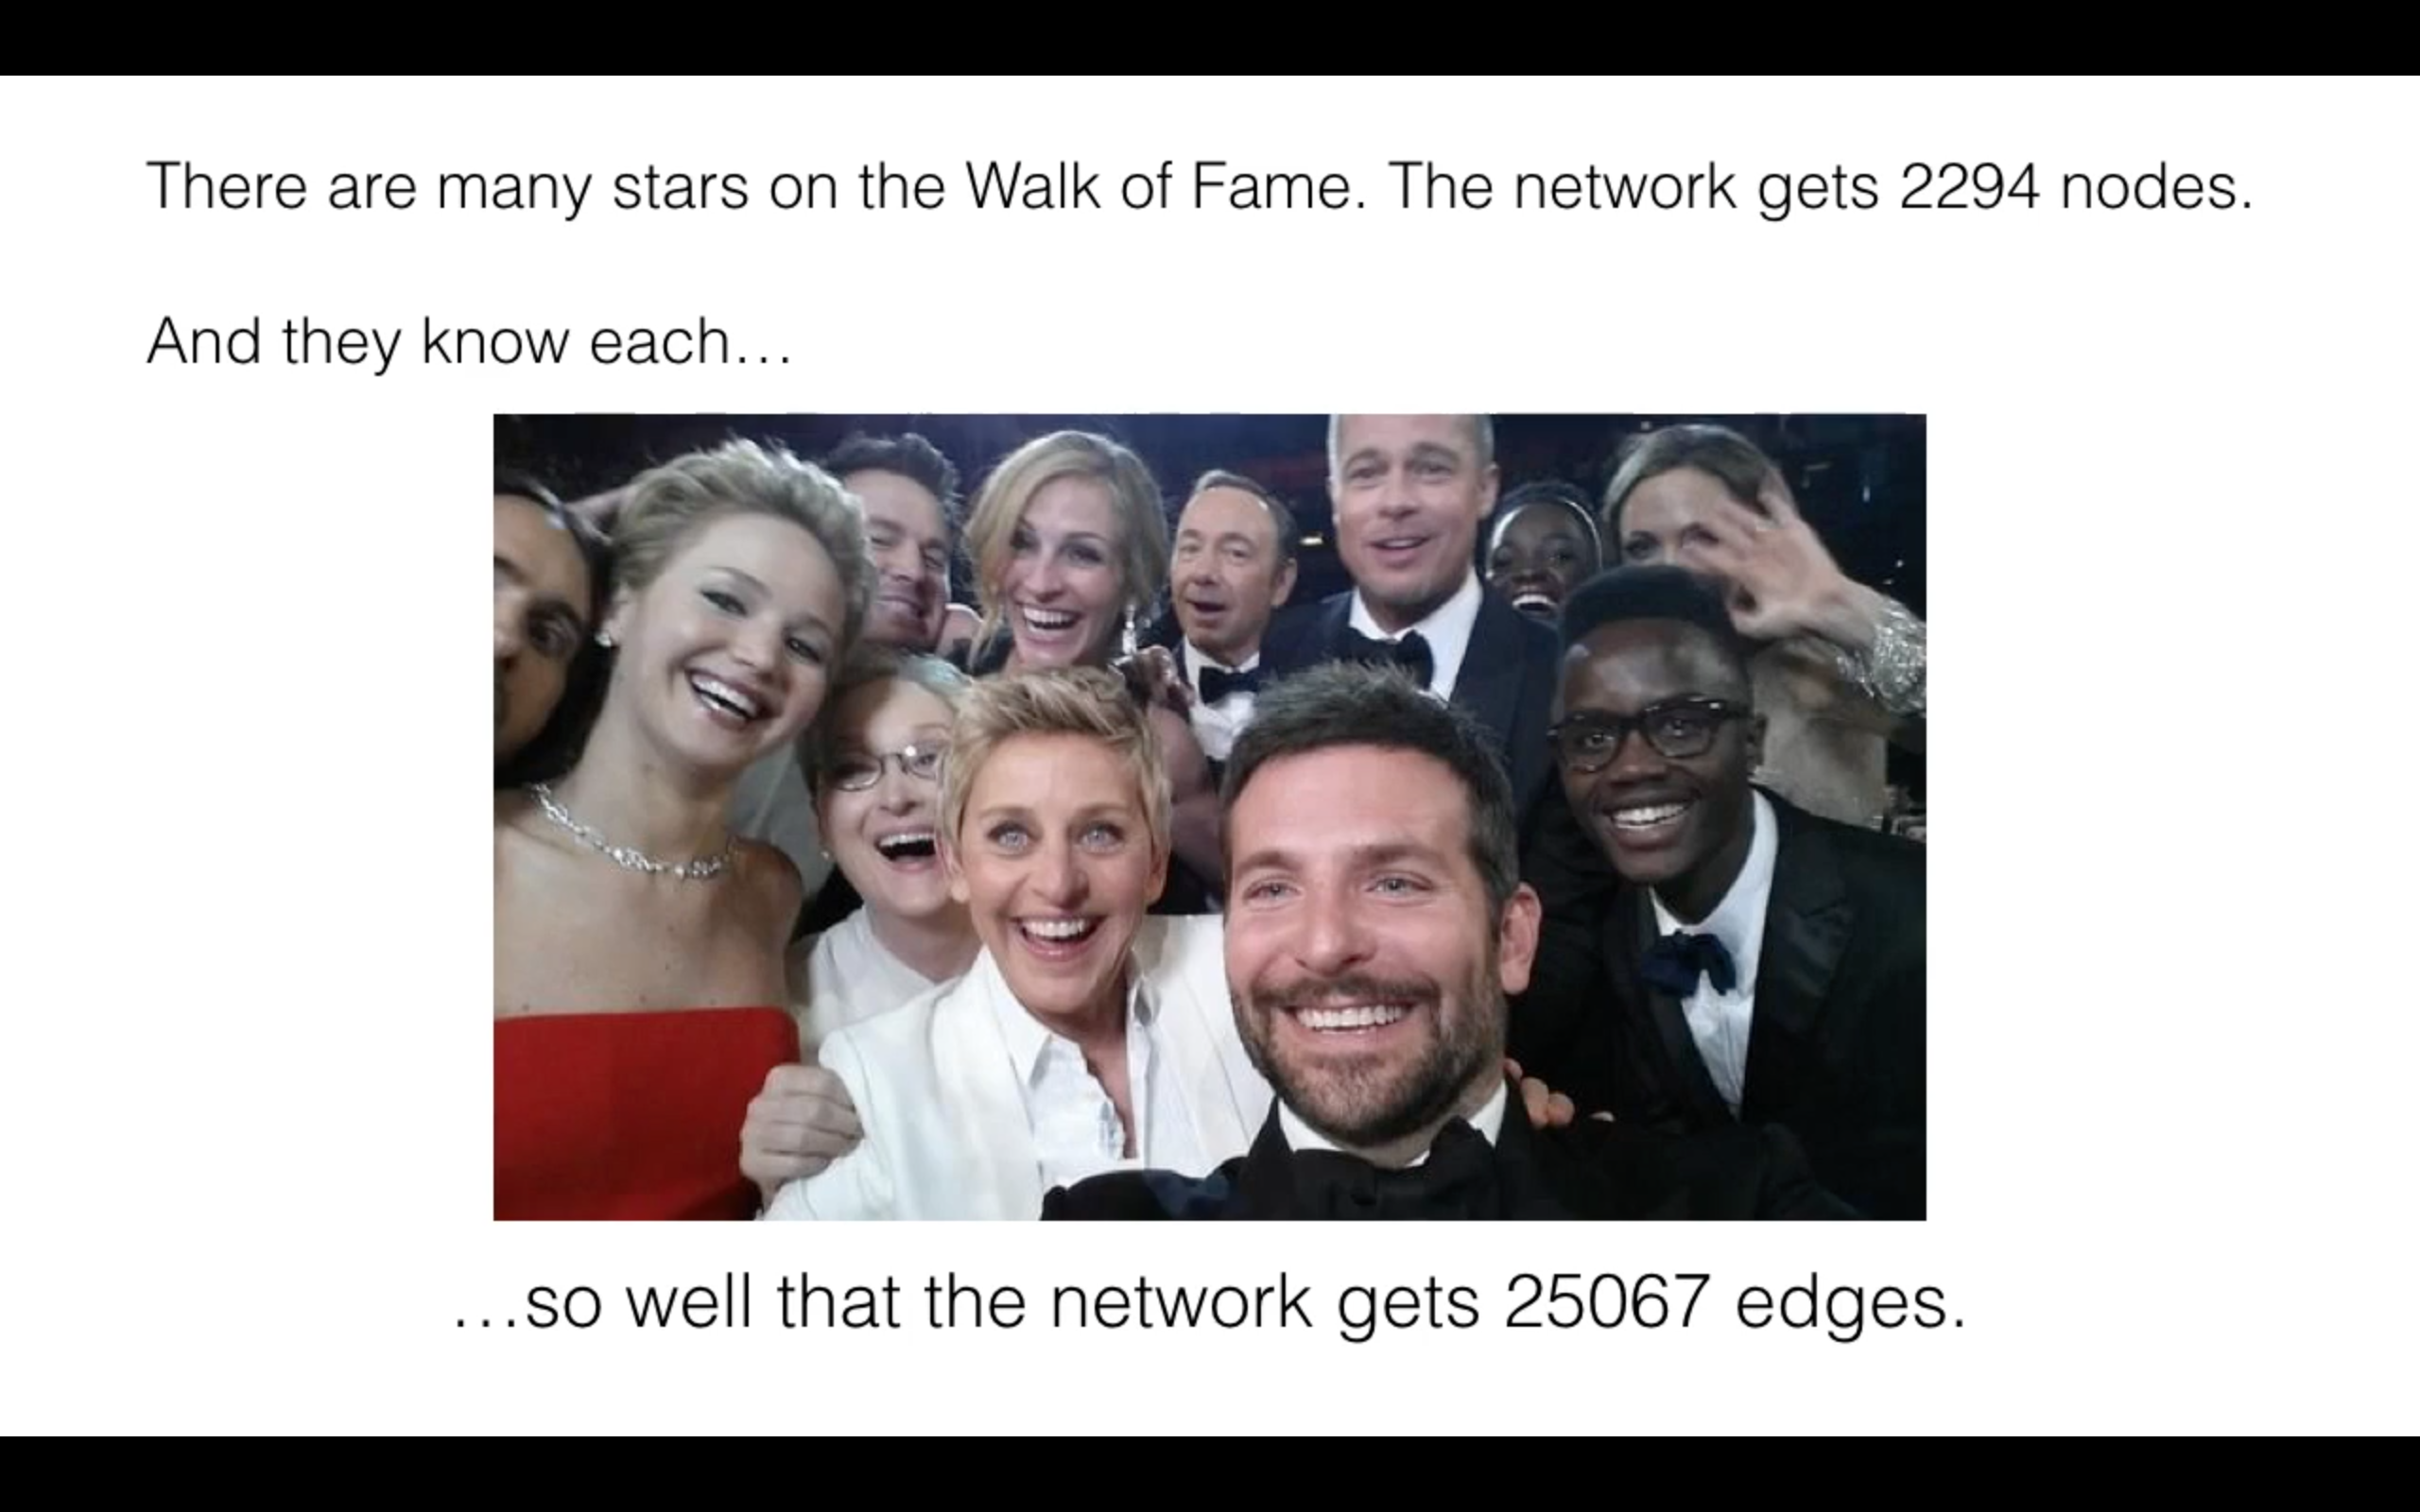 There are many stars on the Walk of Fame. The network gets 2294 nodes.
And they know each…
…so well that the network gets 25067 edges.